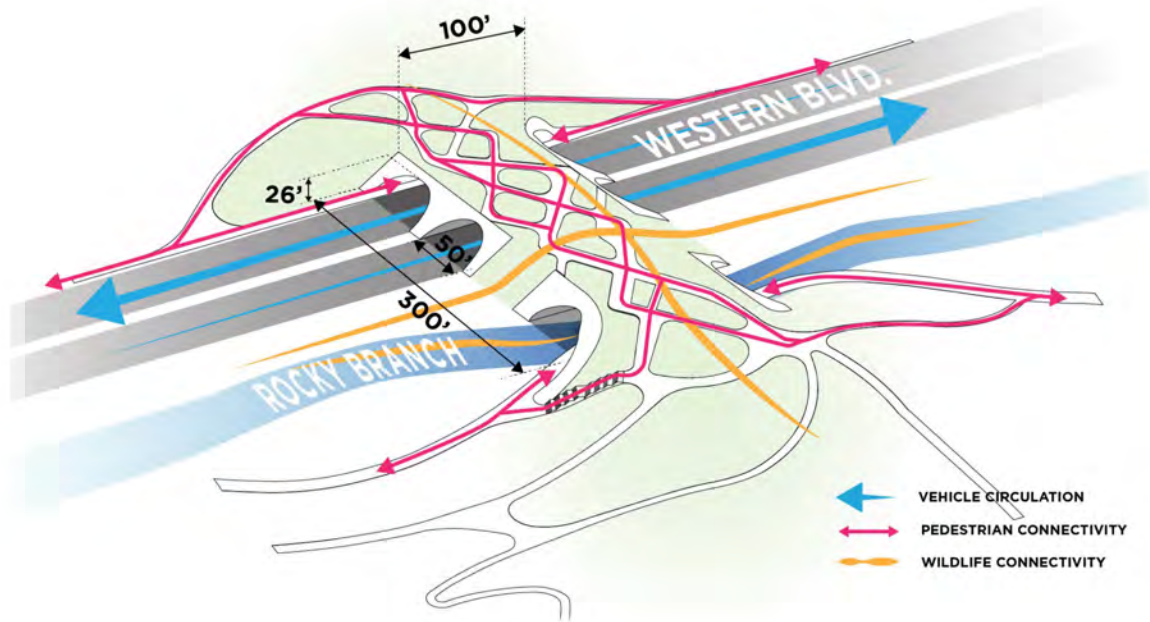 100'
WESTERN BLVD.
26'
50'
300'
ROCKY BRANCH
VEHICLE CIRCULATION
PEDESTRIAN CONNECTIVITY
WILDLIFE CONNECTIVITY